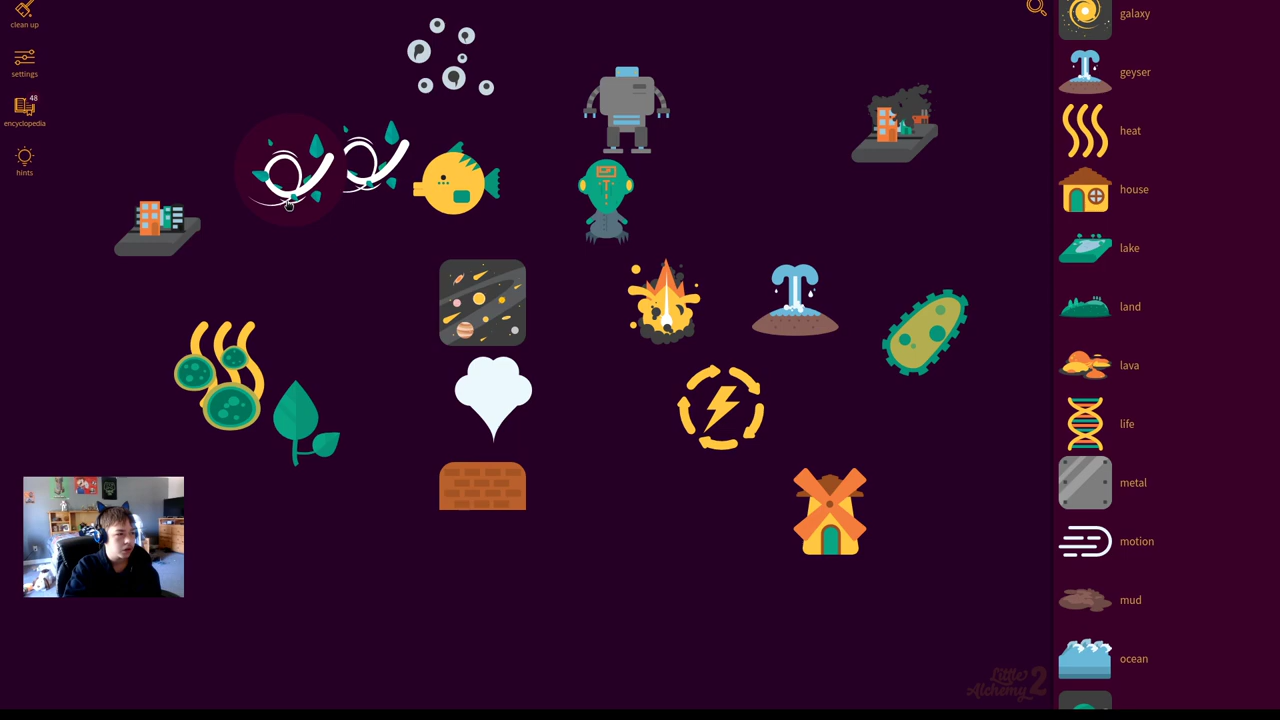 clean up
settings
48
encyclopedia
hints
galaxy
geyser
heat
house
lake
land
lava
life
metal
motion
mud
ocean
Little
Alchemy 2